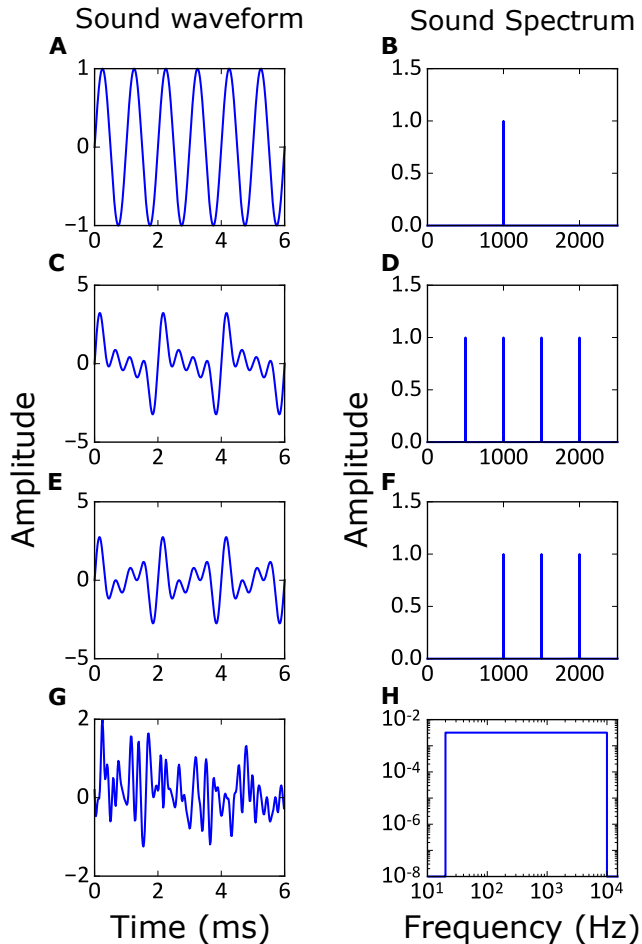 Sound waveform
Sound Spectrum
A
B
1
0
-1
0 2 4 6
1.5
1.0
0.5
0.0
0 1000 2000
C
D
5
0
−5
0 2 4 6
1.5
1.0
0.5
0.0
0 1000 2000
E
F
5
0
−5
0 2 4 6
1.5
1.0
0.5
0.0
0 1000 2000
Amplitude
Amplitude
G
H
2
0
−2
0 2 4 6
10⁻²
10⁻⁴
10⁻⁶
10⁻⁸
10¹ 10² 10³ 10⁴
Time (ms)
Frequency (Hz)